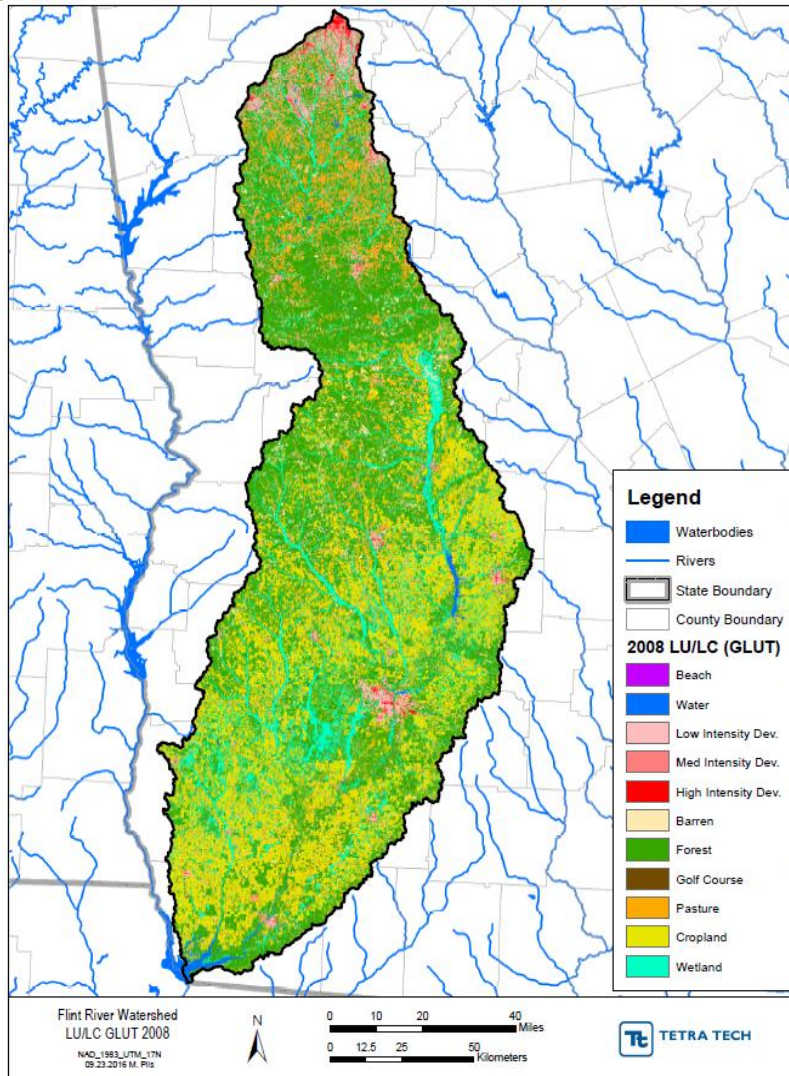 Legend
Waterbodies
Rivers
State Boundary
County Boundary
2008 LU/LC (GLUT)
Beach
Water
Low Intensity Dev.
Med Intensity Dev.
High Intensity Dev.
Barren
Forest
Golf Course
Pasture
Cropland
Wetland
Flint River Watershed
LU/LC GLUT 2008
NAD_1983_UTM_17N
09.23.2016 M. Plis
N
0 10 20 40
Miles
0 12.5 25 50
Kilometers
Tt TETRA TECH